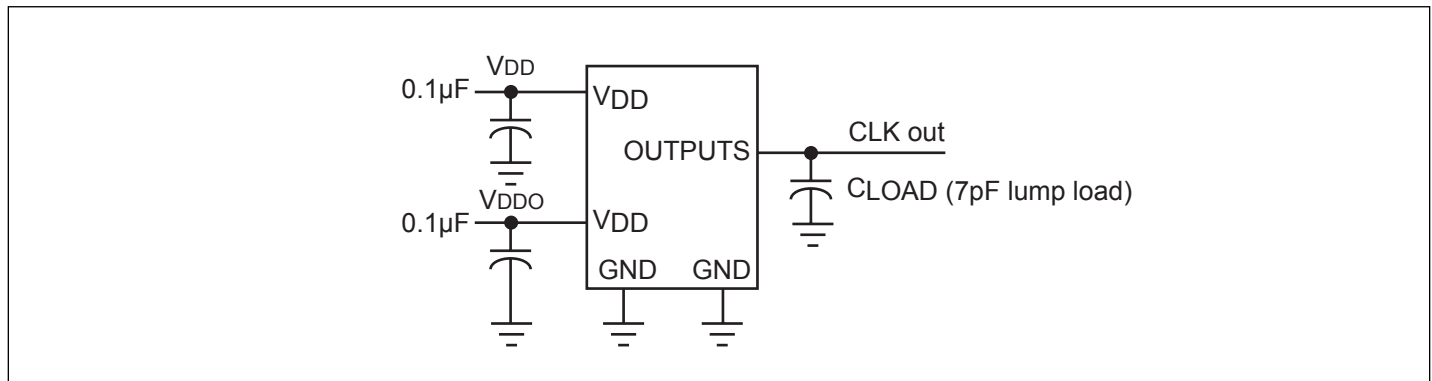 VDD
0.1µF
VDD
OUTPUTS
CLK out
CLOAD (7pF lump load)
VDDO
0.1µF
VDD
GND GND